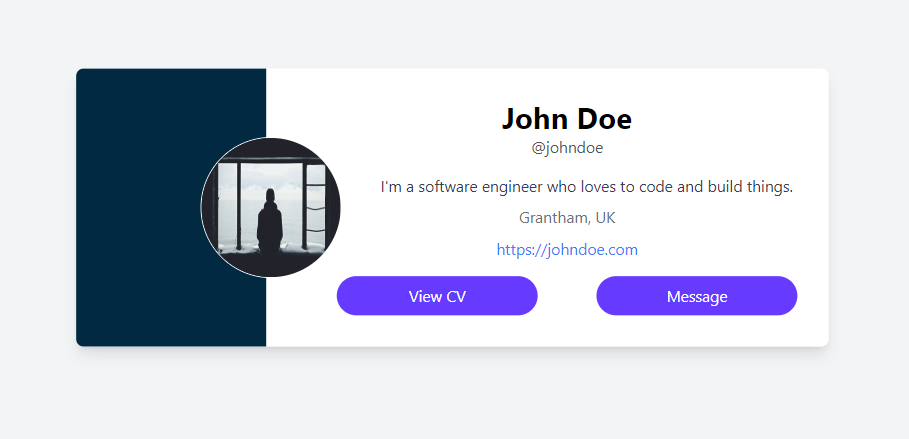 John Doe
@johndoe
I'm a software engineer who loves to code and build things.
Grantham, UK
https://johndoe.com
View CV
Message